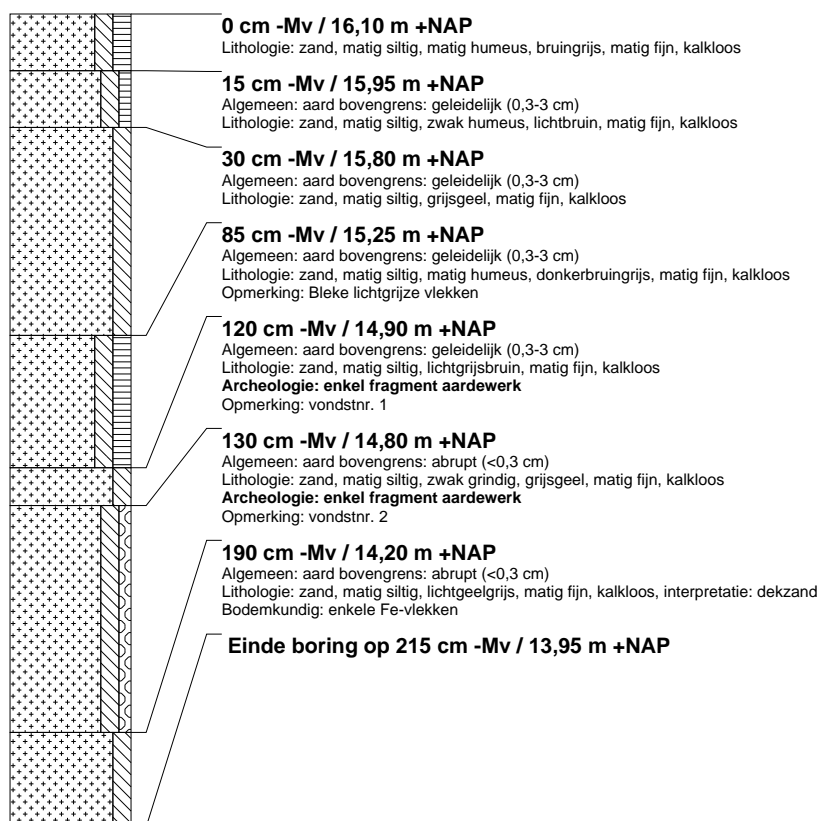 0 cm -Mv / 16,10 m +NAP
Lithologie: zand, matig siltig, matig humeus, bruingrijs, matig fijn, kalkloos
15 cm -Mv / 15,95 m +NAP
Algemeen: aard bovengrens: geleidelijk (0,3-3 cm)
Lithologie: zand, matig siltig, zwak humeus, lichtbruin, matig fijn, kalkloos
30 cm -Mv / 15,80 m +NAP
Algemeen: aard bovengrens: geleidelijk (0,3-3 cm)
Lithologie: zand, matig siltig, grijsgeel, matig fijn, kalkloos
85 cm -Mv / 15,25 m +NAP
Algemeen: aard bovengrens: geleidelijk (0,3-3 cm)
Lithologie: zand, matig siltig, matig humeus, donkerbruingrijs, matig fijn, kalkloos
Opmerking: Bleke lichtgrijze vlekken
120 cm -Mv / 14,90 m +NAP
Algemeen: aard bovengrens: geleidelijk (0,3-3 cm)
Lithologie: zand, matig siltig, lichtgrijsbruin, matig fijn, kalkloos
Archeologie: enkel fragment aardewerk
Opmerking: vondstnr. 1
130 cm -Mv / 14,80 m +NAP
Algemeen: aard bovengrens: abrupt (<0,3 cm)
Lithologie: zand, matig siltig, zwak grindig, grijsgeel, matig fijn, kalkloos
Archeologie: enkel fragment aardewerk
Opmerking: vondstnr. 2
190 cm -Mv / 14,20 m +NAP
Algemeen: aard bovengrens: abrupt (<0,3 cm)
Lithologie: zand, matig siltig, lichtgeelgrijs, matig fijn, kalkloos, interpretatie: dekzand
Bodemkundig: enkele Fe-vlekken
Einde boring op 215 cm -Mv / 13,95 m +NAP